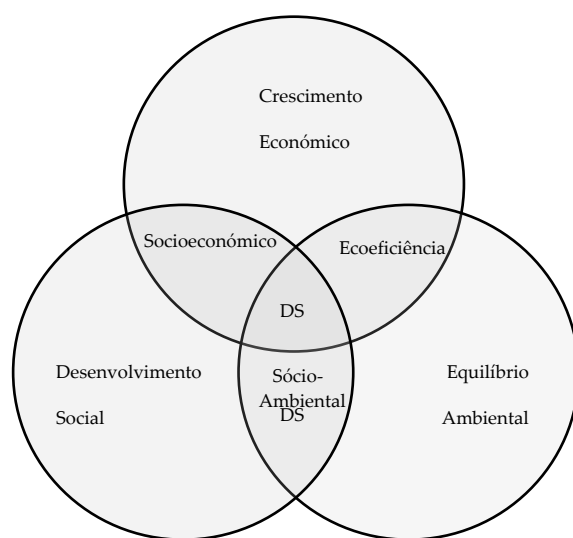 Crescimento
Económico
Socioeconómico
Ecoeficiência
DS
Desenvolvimento
Social
Sócio-
Ambiental
DS
Equilíbrio
Ambiental